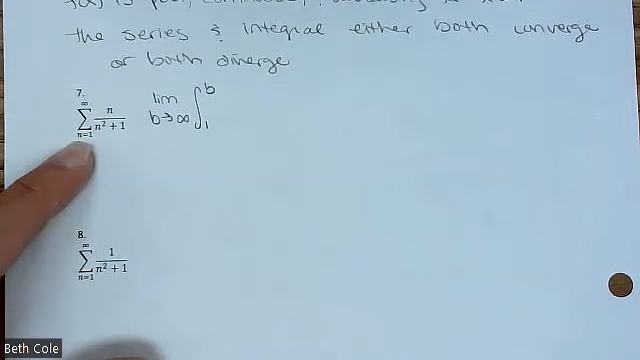 the series & integral either both converge
or both diverge
7.
∞
∑ n/(n² + 1)
n=1
lim ∫ b
b→∞ 1
8.
∞
∑ 1/(n² + 1)
n=1
Beth Cole